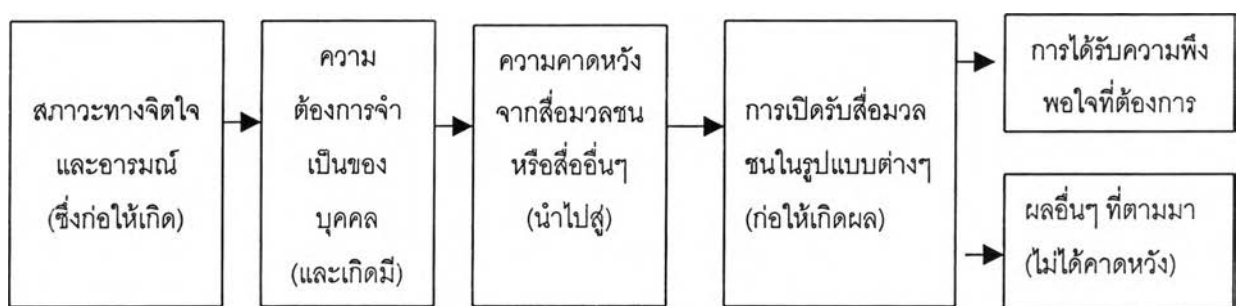 สภาวะทางจิตใจ
และอารมณ์
(ซึ่งก่อให้เกิด)
ความ
ต้องการจำ
เป็นของ
บุคคล
(และเกิดมี)
ความคาดหวัง
จากสื่อมวลชน
หรือสื่ออื่นๆ
(นำไปสู่)
การเปิดรับสื่อมวล
ชนในรูปแบบต่างๆ
(ก่อให้เกิดผล)
การได้รับความพึง
พอใจที่ต้องการ
ผลอื่นๆ ที่ตามมา
(ไม่ได้คาดหวัง)